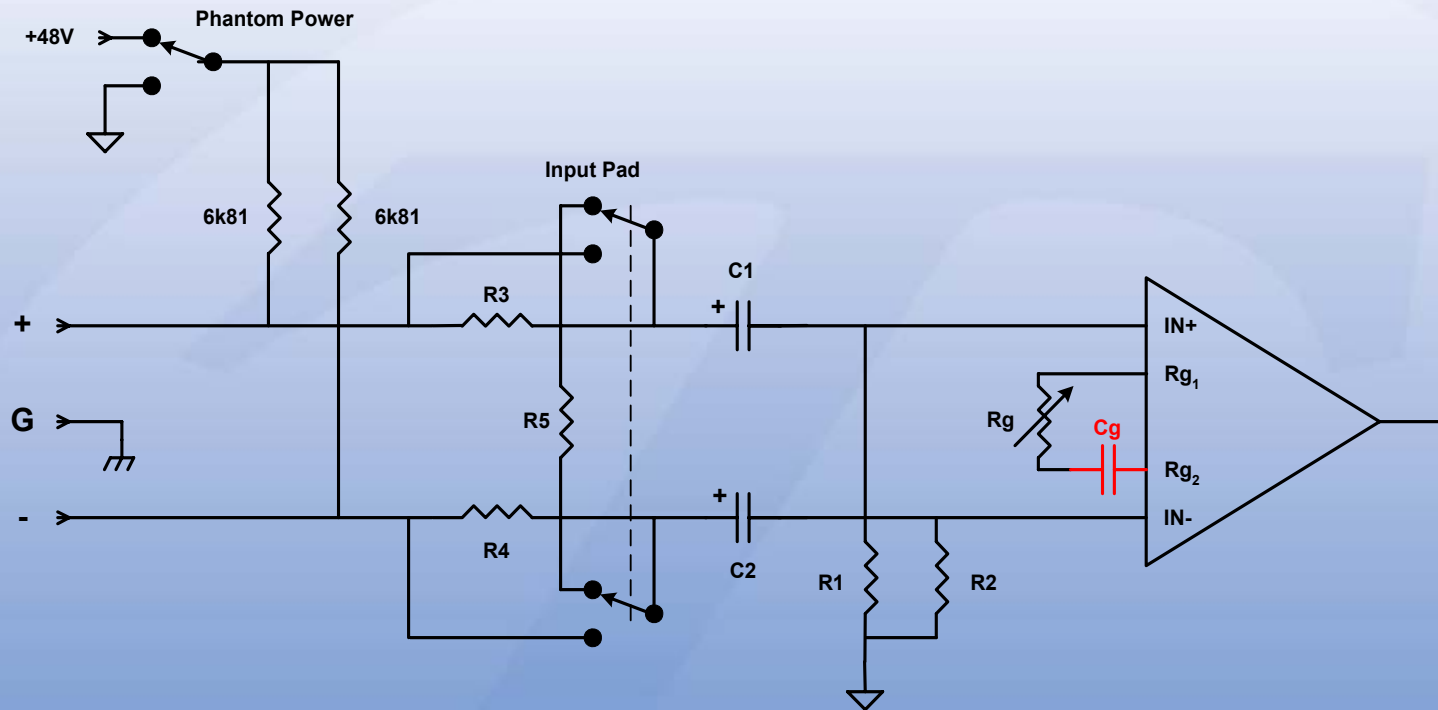 Phantom Power
+48V
6k81
6k81
Input Pad
+
R3
R5
+
C1
IN+
Rg1
Rg
Cg
Rg2
IN-
G
-
R4
+
C2
R1
R2